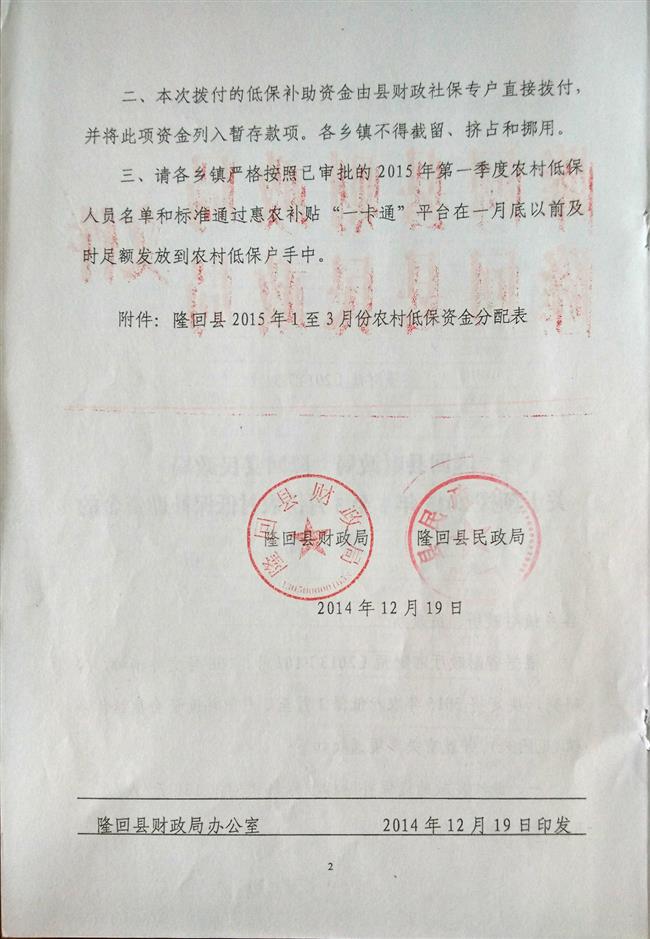 二、本次拨付的低保补助资金由县财政社保专户直接拨付，
并将此项资金列入暂存款项。各乡镇不得截留、挤占和挪用。
三、请各乡镇严格按照已审批的2015年第一季度农村低保
人员名单和标准通过惠农补贴“一卡通”平台在一月底以前及
时足额发放到农村低保户手中。
附件：隆回县2015年1至3月份农村低保资金分配表
隆回县财政局
隆回县财政局
县民
隆回县民政局
2014年12月19日
隆回县财政局办公室 2014年12月19日印发
2